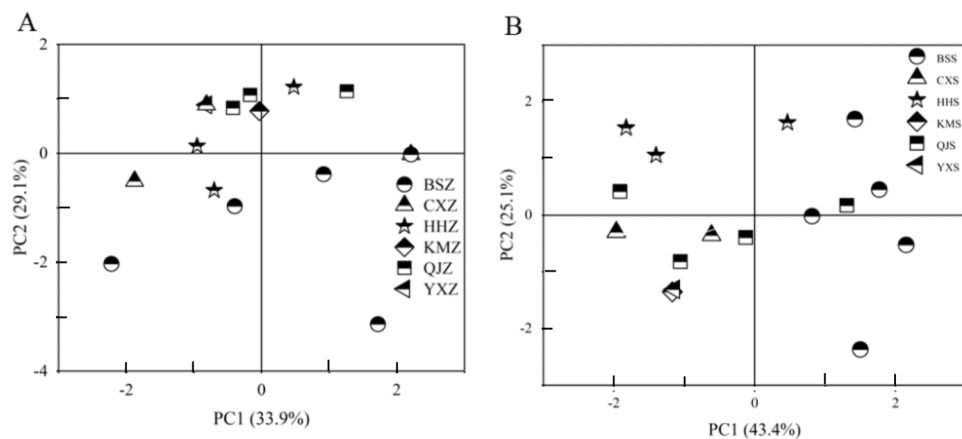 A
2
0
-2
-4
PC2 (29.1%)
BSZ
CXZ
HHZ
KMZ
QJZ
YXZ
-2
0
2
PC1 (33.9%)
B
2
0
-2
PC2 (25.1%)
BSS
CXS
HHS
KMS
QJS
YXS
-2
0
2
PC1 (43.4%)